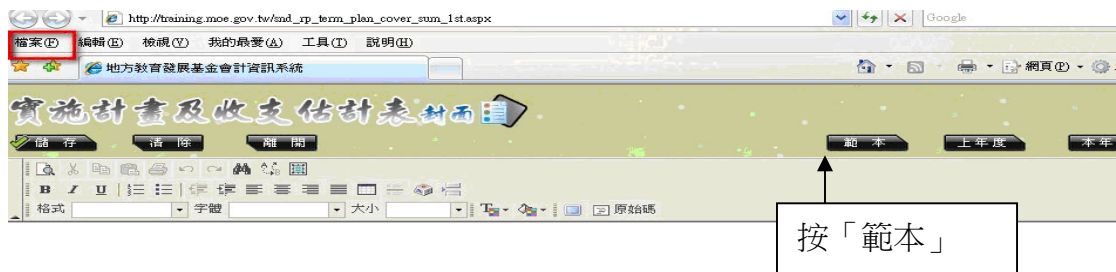 http://training.moe.gov.tw/snd_rp_term_plan_cover_sum_1st.aspx
Google
檔案(F) 編輯(E) 檢視(V) 我的最愛(A) 工具(T) 說明(H)
地方教育發展基金會計資訊系統 網頁(P)
實施計畫及收支估計表封面
儲存 清除 離開 範本 上年度 本年
B I U
格式 字體 大小 原始碼
按「範本」